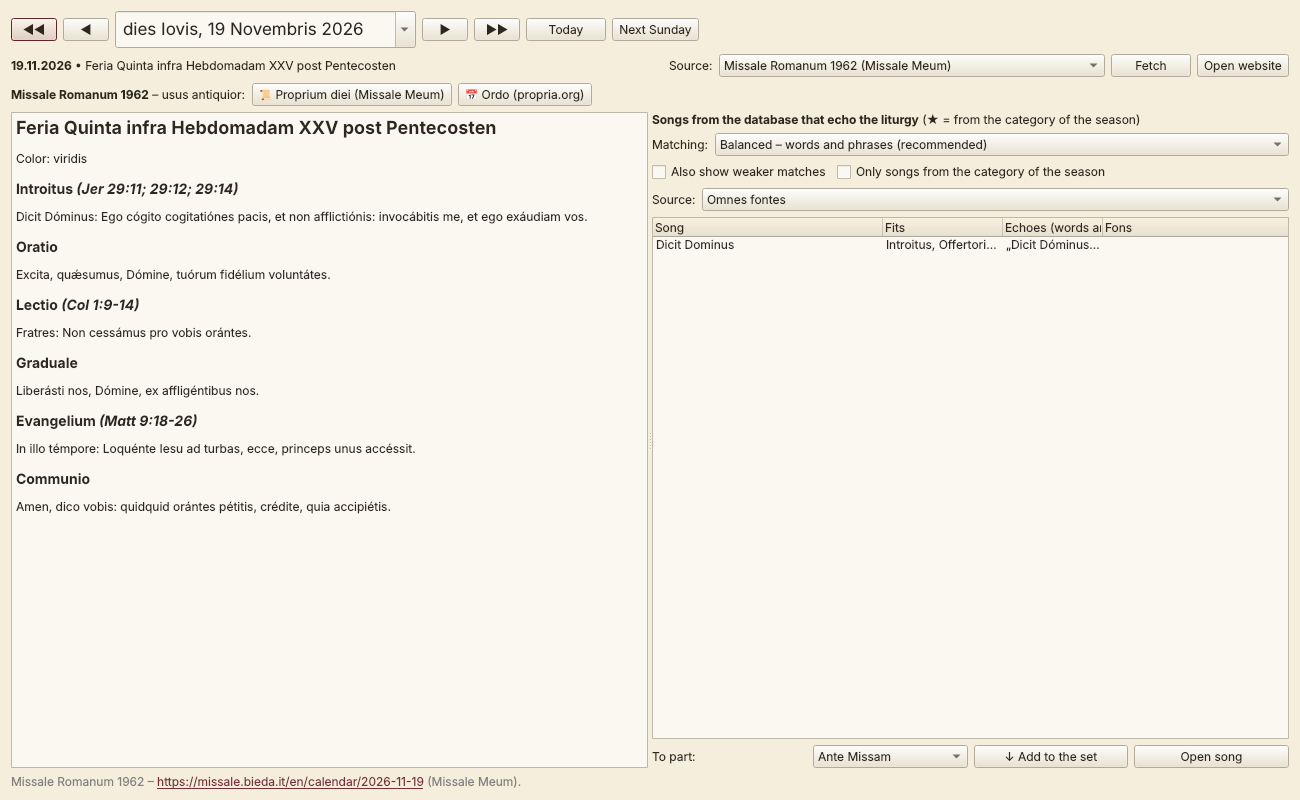 dies Iovis, 19 Novembris 2026
Today
Next Sunday
19.11.2026 • Feria Quinta infra Hebdomadam XXV post Pentecosten
Source: Missale Romanum 1962 (Missale Meum)
Fetch
Open website
Missale Romanum 1962 – usus antiquior:
Proprium diei (Missale Meum)
Ordo (propria.org)
Feria Quinta infra Hebdomadam XXV post Pentecosten
Color: viridis
Introitus (Jer 29:11; 29:12; 29:14)
Dicit Dóminus: Ego cógito cogitatiónes pacis, et non afflictiónis: invocábitis me, et ego exáudiam vos.
Oratio
Excita, quǽsumus, Dómine, tuórum fidélium voluntátes.
Lectio (Col 1:9-14)
Fratres: Non cessámus pro vobis orántes.
Graduale
Liberásti nos, Dómine, ex affligéntibus nos.
Evangelium (Matt 9:18-26)
In illo témpore: Loquénte Iesu ad turbas, ecce, princeps unus accéssit.
Communio
Amen, dico vobis: quidquid orántes pétitis, crédite, quia accipiétis.
Songs from the database that echo the liturgy (★ = from the category of the season)
Matching: Balanced – words and phrases (recommended)
Also show weaker matches
Only songs from the category of the season
Source: Omnes fontes
Song Fits Echoes (words ar Fons
Dicit Dominus Introitus, Offertori... „Dicit Dóminus...
To part: Ante Missam
↓ Add to the set
Open song
Missale Romanum 1962 – https://missale.bieda.it/en/calendar/2026-11-19 (Missale Meum).